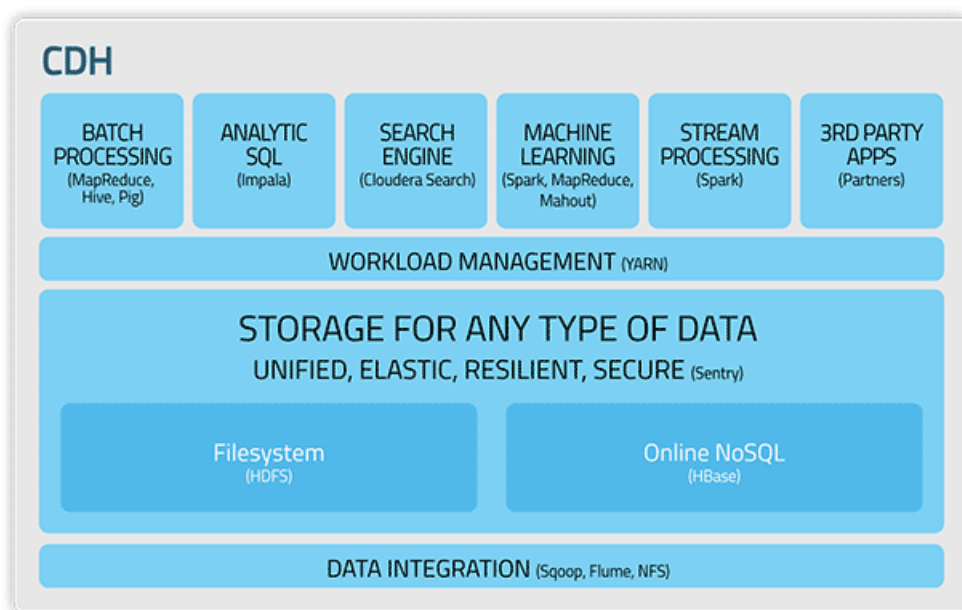 CDH
BATCH
PROCESSING
(MapReduce,
Hive, Pig)
ANALYTIC
SQL
(Impala)
SEARCH
ENGINE
(Cloudera Search)
MACHINE
LEARNING
(Spark, MapReduce,
Mahout)
STREAM
PROCESSING
(Spark)
3RD PARTY
APPS
(Partners)
WORKLOAD MANAGEMENT (YARN)
STORAGE FOR ANY TYPE OF DATA
UNIFIED, ELASTIC, RESILIENT, SECURE (Sentry)
Filesystem
(HDFS)
Online NoSQL
(HBase)
DATA INTEGRATION (Sqoop, Flume, NFS)